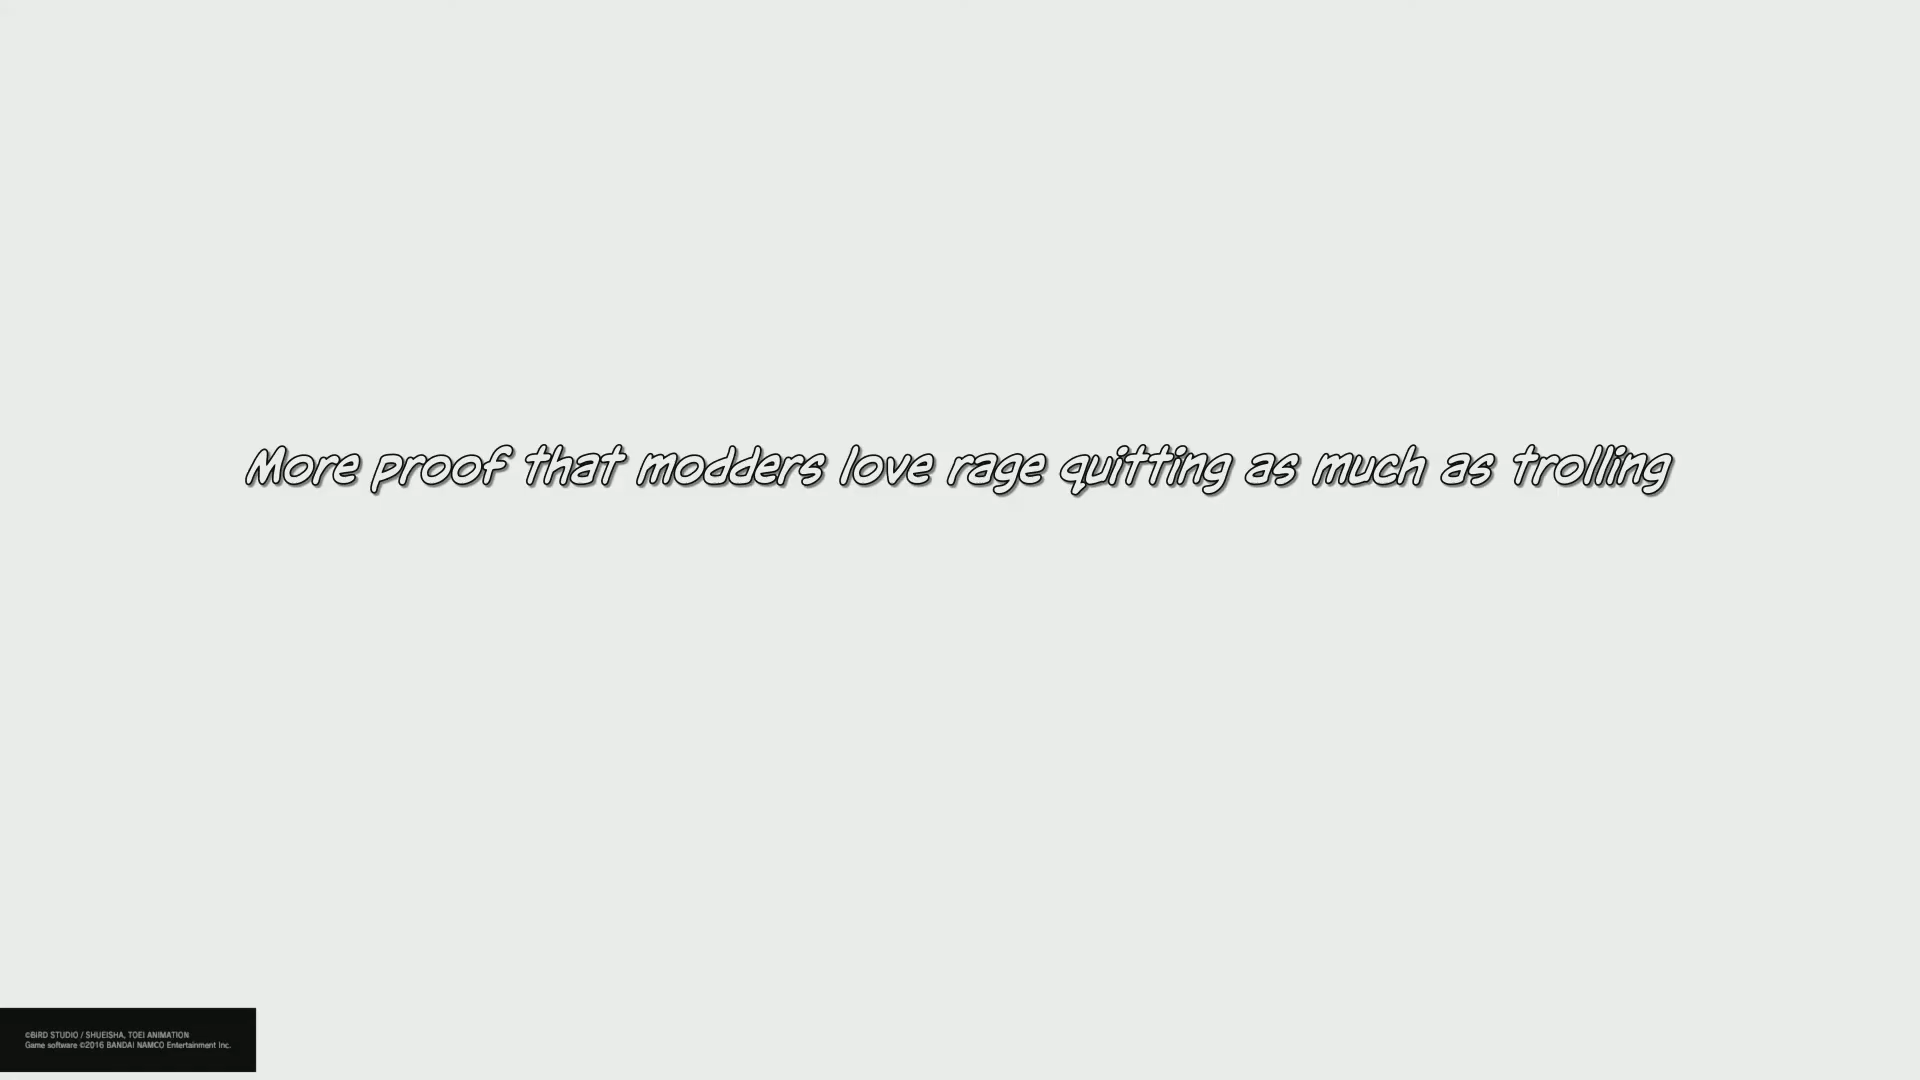 More proof that modders love rage quitting as much as trolling
©BIRD STUDIO / SHUEISHA, TOEI ANIMATION
Game software ©2016 BANDAI NAMCO Entertainment Inc.